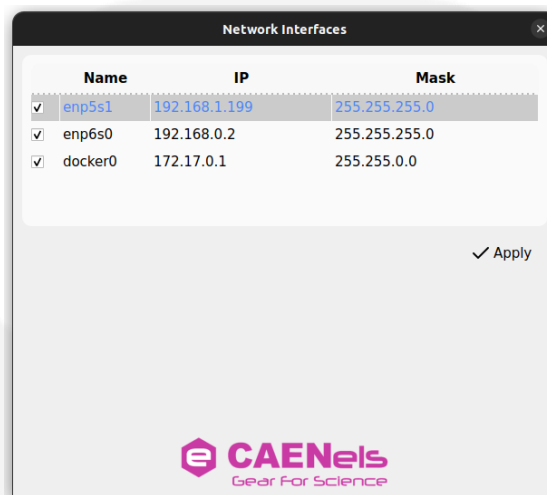 Network Interfaces
Name IP Mask
enp5s1 192.168.1.199 255.255.255.0
enp6s0 192.168.0.2 255.255.255.0
docker0 172.17.0.1 255.255.0.0
Apply
e CAENels
Gear For Science